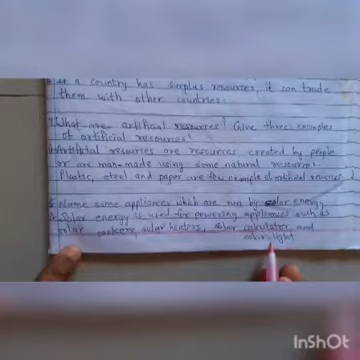 If a country has surplus resources, it can trade
them with other countries.
What are artificial resources? Give three examples
of artificial resources!
Artificial resources are resources created by people
or are man-made using some natural resource!
Plastic, steel and paper are few example of artificial resources
Name some appliances which are run by solar energy
Solar energy is used for powering appliances such as
solar cookers, solar heaters, solar calculator and
solar light
InShOt